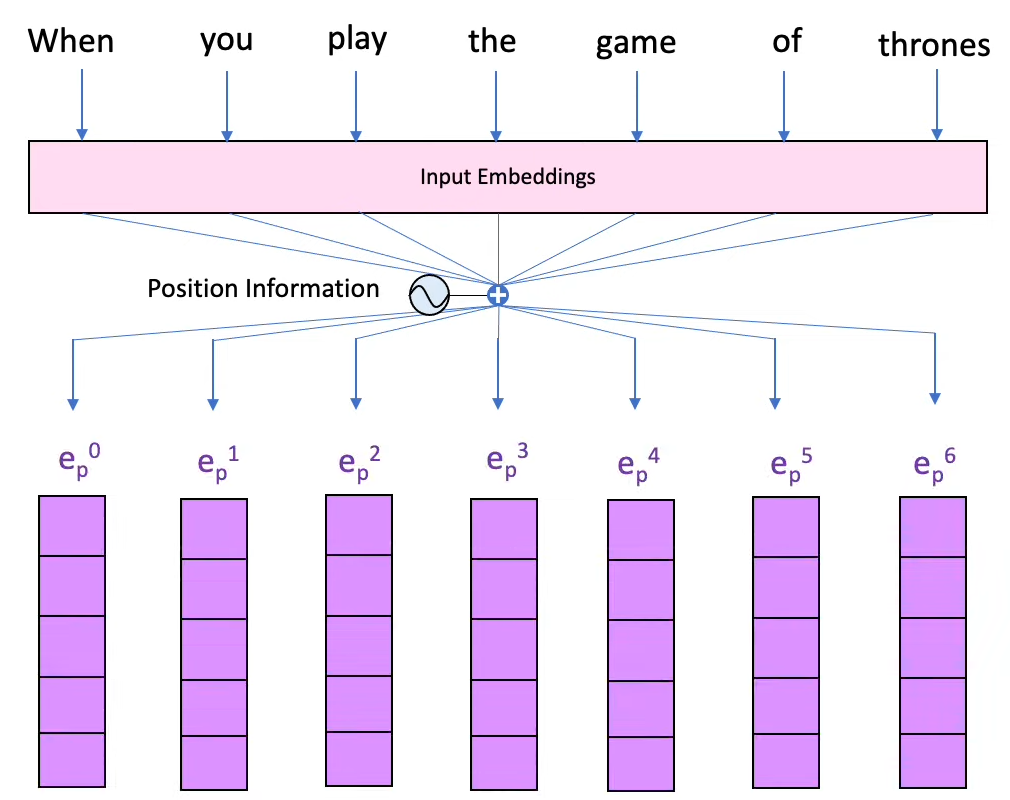 When you play the game of thrones
Input Embeddings
Position Information
eₚ⁰ eₚ¹ eₚ² eₚ³ eₚ⁴ eₚ⁵ eₚ⁶